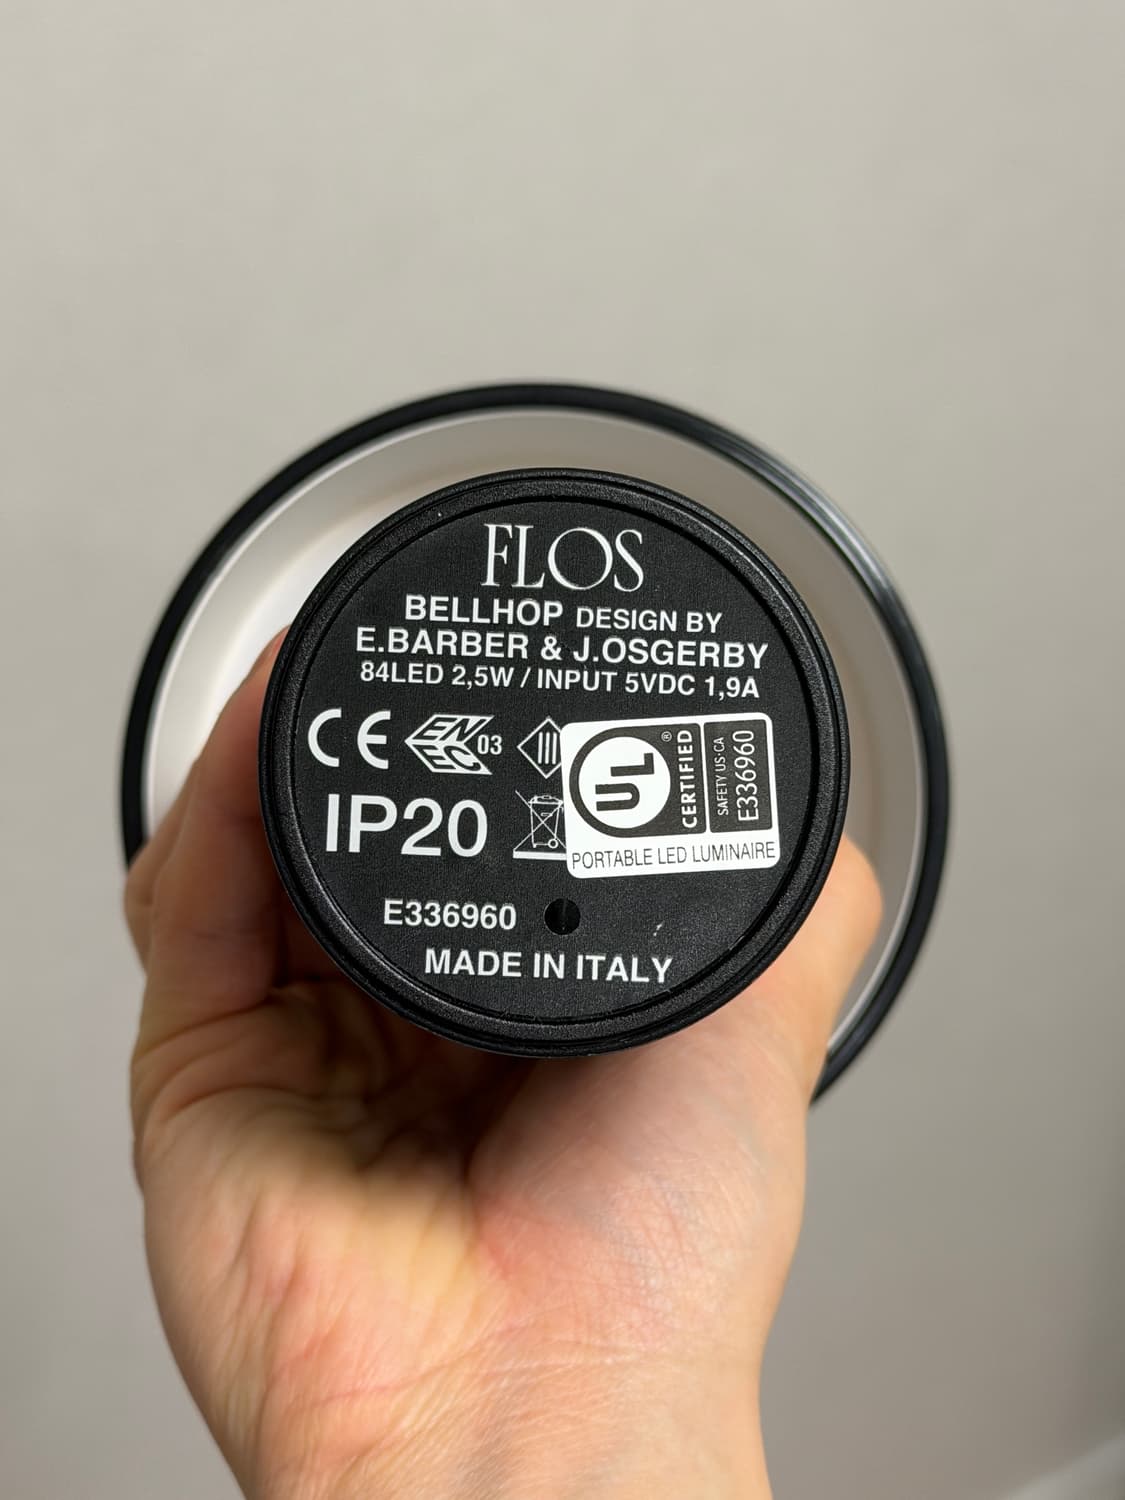 FLOS
BELLHOP DESIGN BY
E.BARBER & J.OSGERBY
84LED 2,5W / INPUT 5VDC 1,9A
CE ENEC 03
UL ® CERTIFIED
SAFETY US·CA
E336960
PORTABLE LED LUMINAIRE
IP20
E336960
MADE IN ITALY